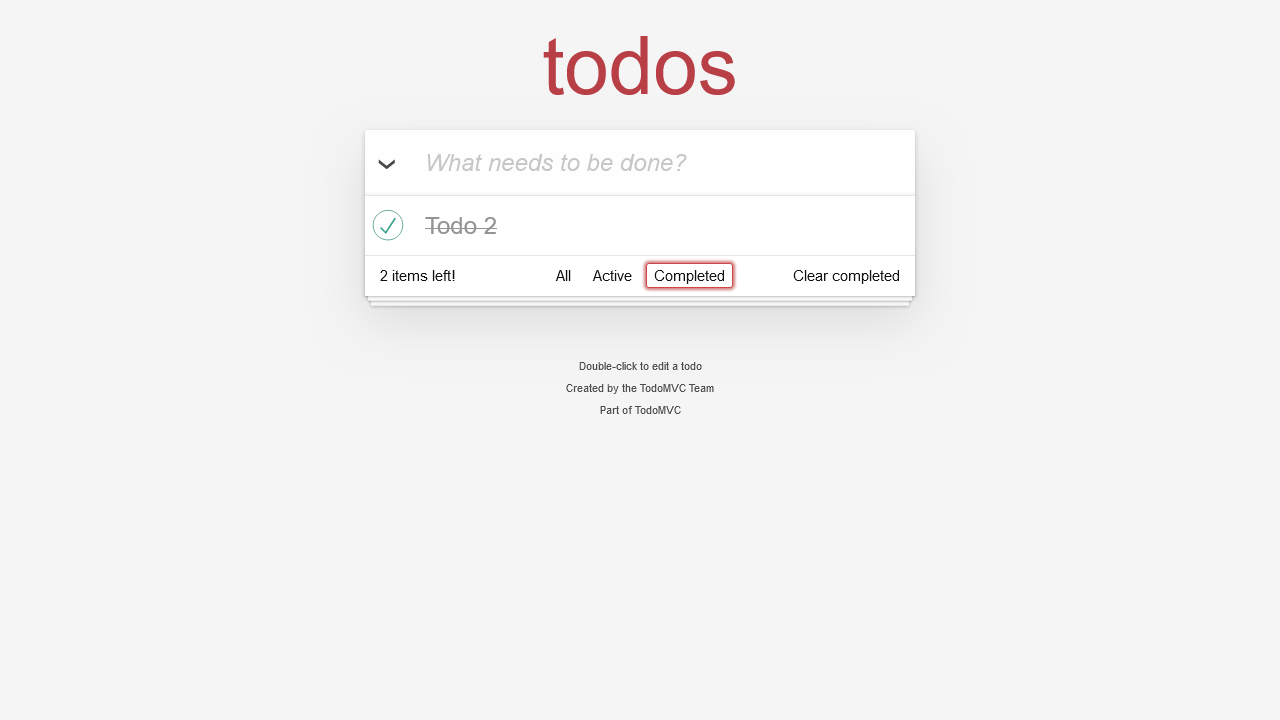 todos
What needs to be done?
Todo 2
2 items left!
All
Active
Completed
Clear completed
Double-click to edit a todo
Created by the TodoMVC Team
Part of TodoMVC